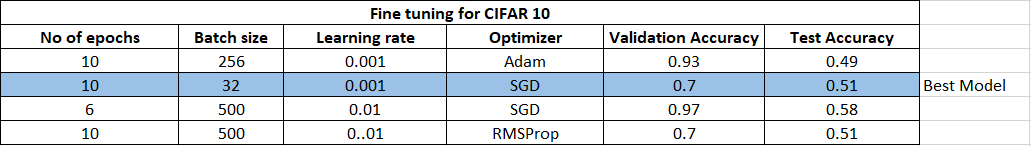 Fine tuning for CIFAR 10
No of epochs Batch size Learning rate Optimizer Validation Accuracy Test Accuracy
10 256 0.001 Adam 0.93 0.49
10 32 0.001 SGD 0.7 0.51 Best Model
6 500 0.01 SGD 0.97 0.58
10 500 0..01 RMSProp 0.7 0.51